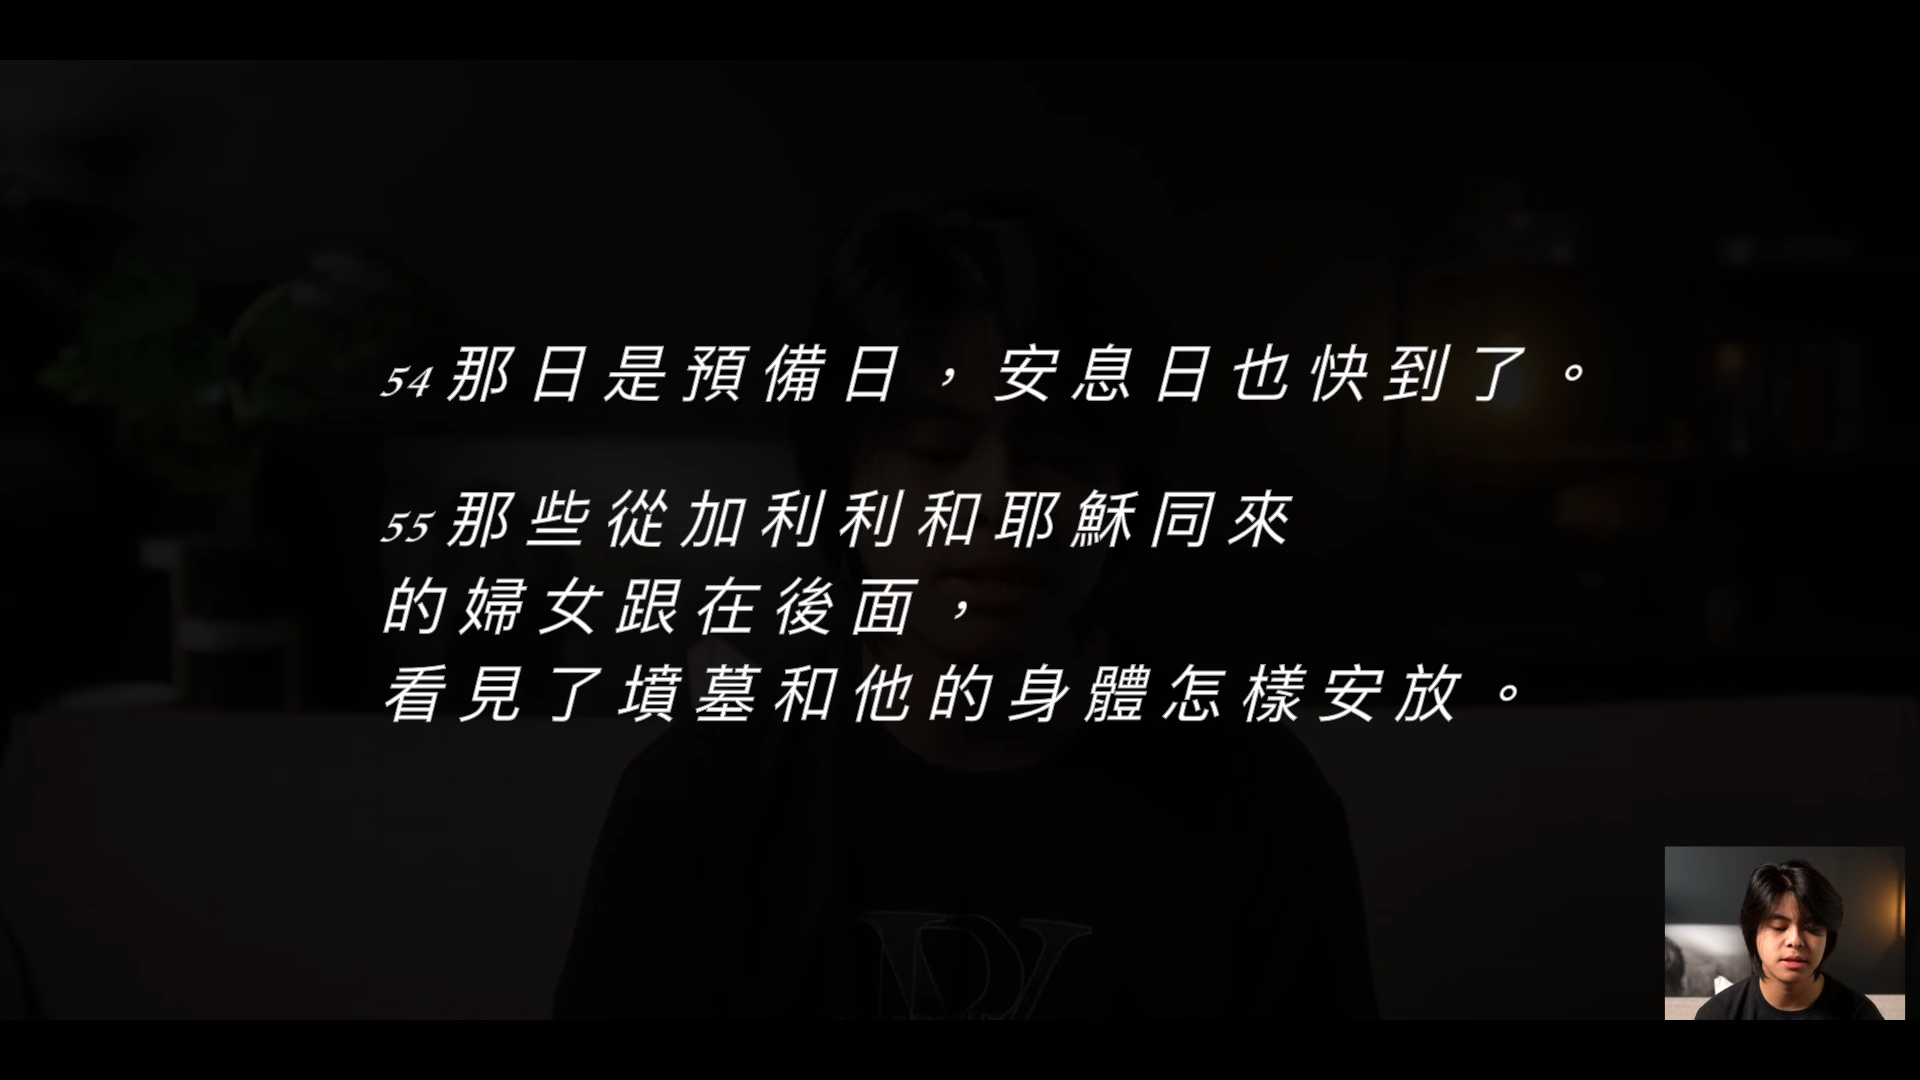 54 那日是預備日，安息日也快到了。
55 那些從加利利和耶穌同來
的婦女跟在後面，
看見了墳墓和他的身體怎樣安放。